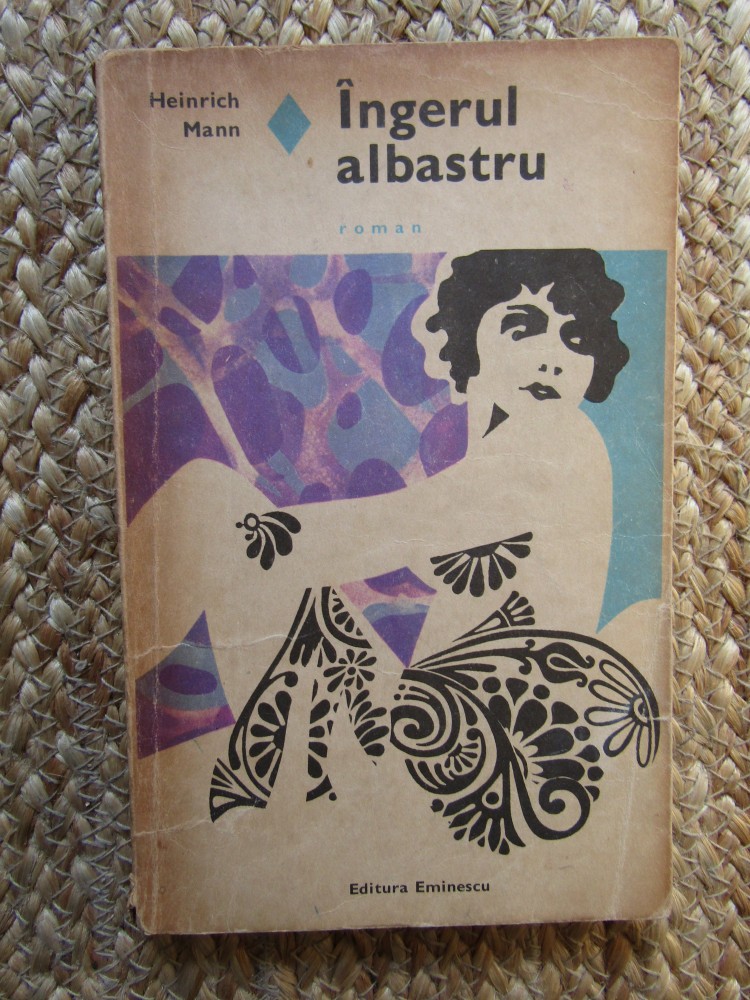 Heinrich
Mann
Îngerul
albastru
roman
Editura Eminescu